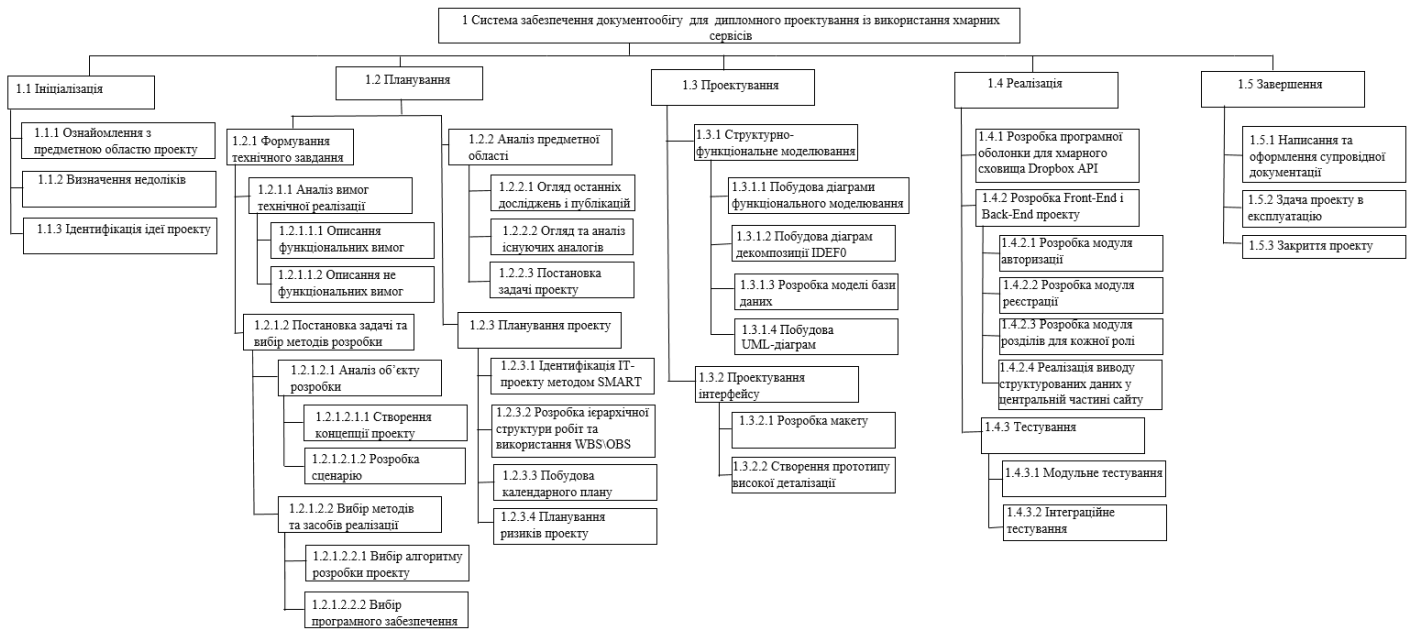 1 Система забезпечення документообігу для дипломного проектування із використання хмарних
сервісів
1.1 Ініціалізація
1.1.1 Ознайомлення з
предметною областю проекту
1.1.2 Визначення недоліків
1.1.3 Ідентифікація ідеї проекту
1.2 Планування
1.2.1 Формування
технічного завдання
1.2.1.1 Аналіз вимог
технічної реалізації
1.2.1.1.1 Описання
функціональних вимог
1.2.1.1.2 Описання не
функціональних вимог
1.2.1.2 Постановка задачі та
вибір методів розробки
1.2.1.2.1 Аналіз об’єкту
розробки
1.2.1.2.1.1 Створення
концепції проекту
1.2.1.2.1.2 Розробка
сценарію
1.2.1.2.2 Вибір методів
та засобів реалізації
1.2.1.2.2.1 Вибір алгоритму
розробки проекту
1.2.1.2.2.2 Вибір
програмного забезпечення
1.2.2 Аналіз предметної
області
1.2.2.1 Огляд останніх
досліджень і публікацій
1.2.2.2 Огляд та аналіз
існуючих аналогів
1.2.2.3 Постановка
задачі проекту
1.2.3 Планування проекту
1.2.3.1 Ідентифікація ІТ-
проекту методом SMART
1.2.3.2 Розробка ієрархічної
структури робіт та
використання WBS\OBS
1.2.3.3 Побудова
календарного плану
1.2.3.4 Планування
ризиків проекту
1.3 Проектування
1.3.1 Структурно-
функціональне моделювання
1.3.1.1 Побудова діаграми
функціонального моделювання
1.3.1.2 Побудова діаграм
декомпозиції IDEF0
1.3.1.3 Розробка моделі бази
даних
1.3.1.4 Побудова
UML-діаграм
1.3.2 Проектування
інтерфейсу
1.3.2.1 Розробка макету
1.3.2.2 Створення прототипу
високої деталізації
1.4 Реалізація
1.4.1 Розробка програмної
оболонки для хмарного
сховища Dropbox API
1.4.2 Розробка Front-End і
Back-End проекту
1.4.2.1 Розробка модуля
авторизації
1.4.2.2 Розробка модуля
реєстрації
1.4.2.3 Розробка модуля
розділів для кожної ролі
1.4.2.4 Реалізація виводу
структурованих даних у
центральній частині сайту
1.4.3 Тестування
1.4.3.1 Модульне тестування
1.4.3.2 Інтеграційне
тестування
1.5 Завершення
1.5.1 Написання та
оформлення супровідної
документації
1.5.2 Здача проекту в
експлуатацію
1.5.3 Закриття проекту